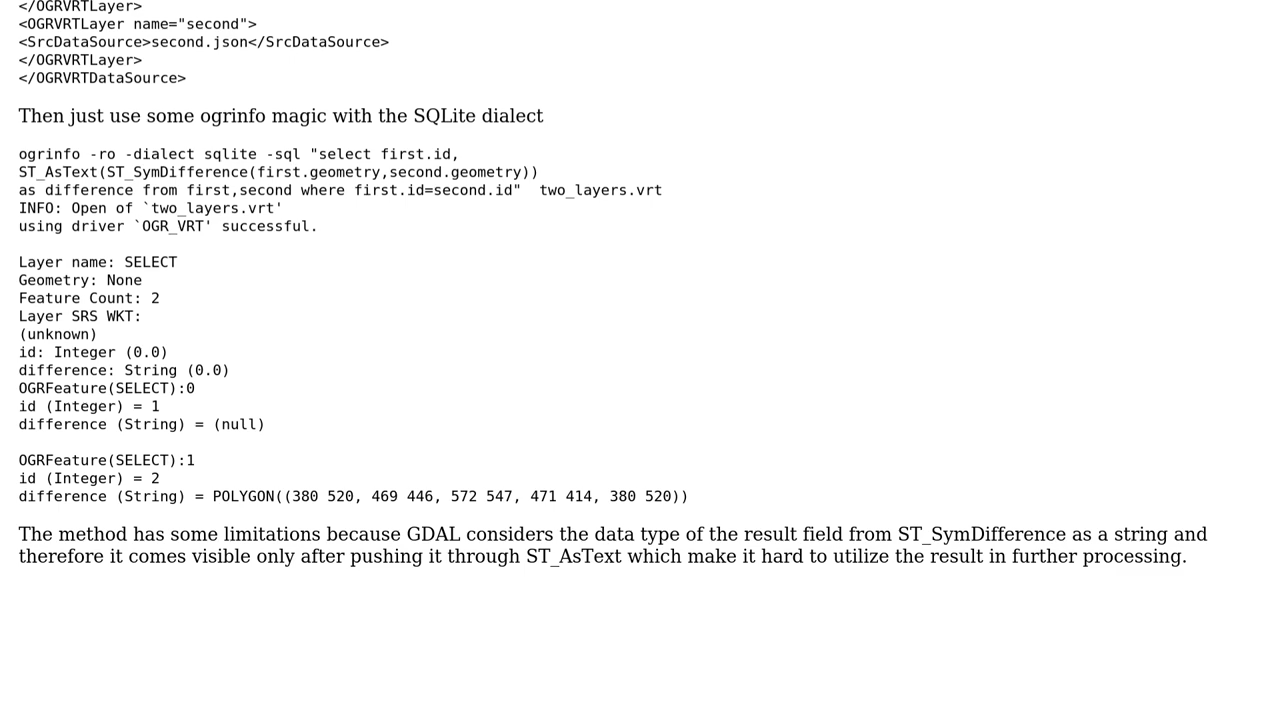 </OGRVRTLayer>
<OGRVRTLayer name="second">
<SrcDataSource>second.json</SrcDataSource>
</OGRVRTLayer>
</OGRVRTDataSource>
Then just use some ogrinfo magic with the SQLite dialect
ogrinfo -ro -dialect sqlite -sql "select first.id,
ST_AsText(ST_SymDifference(first.geometry,second.geometry))
as difference from first,second where first.id=second.id"  two_layers.vrt
INFO: Open of `two_layers.vrt'
using driver `OGR_VRT' successful.
Layer name: SELECT
Geometry: None
Feature Count: 2
Layer SRS WKT:
(unknown)
id: Integer (0.0)
difference: String (0.0)
OGRFeature(SELECT):0
id (Integer) = 1
difference (String) = (null)
OGRFeature(SELECT):1
id (Integer) = 2
difference (String) = POLYGON((380 520, 469 446, 572 547, 471 414, 380 520))
The method has some limitations because GDAL considers the data type of the result field from ST_SymDifference as a string and
therefore it comes visible only after pushing it through ST_AsText which make it hard to utilize the result in further processing.